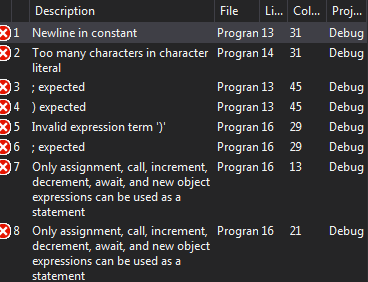 Description File Li... Col... Proj...
1 Newline in constant Progran 13 31 Debug
2 Too many characters in character Progran 14 31 Debug
literal
3 ; expected Progran 13 45 Debug
4 ) expected Progran 13 45 Debug
5 Invalid expression term ')' Progran 16 29 Debug
6 ; expected Progran 16 29 Debug
7 Only assignment, call, increment, Progran 16 13 Debug
decrement, await, and new object
expressions can be used as a
statement
8 Only assignment, call, increment, Progran 16 21 Debug
decrement, await, and new object
expressions can be used as a
statement